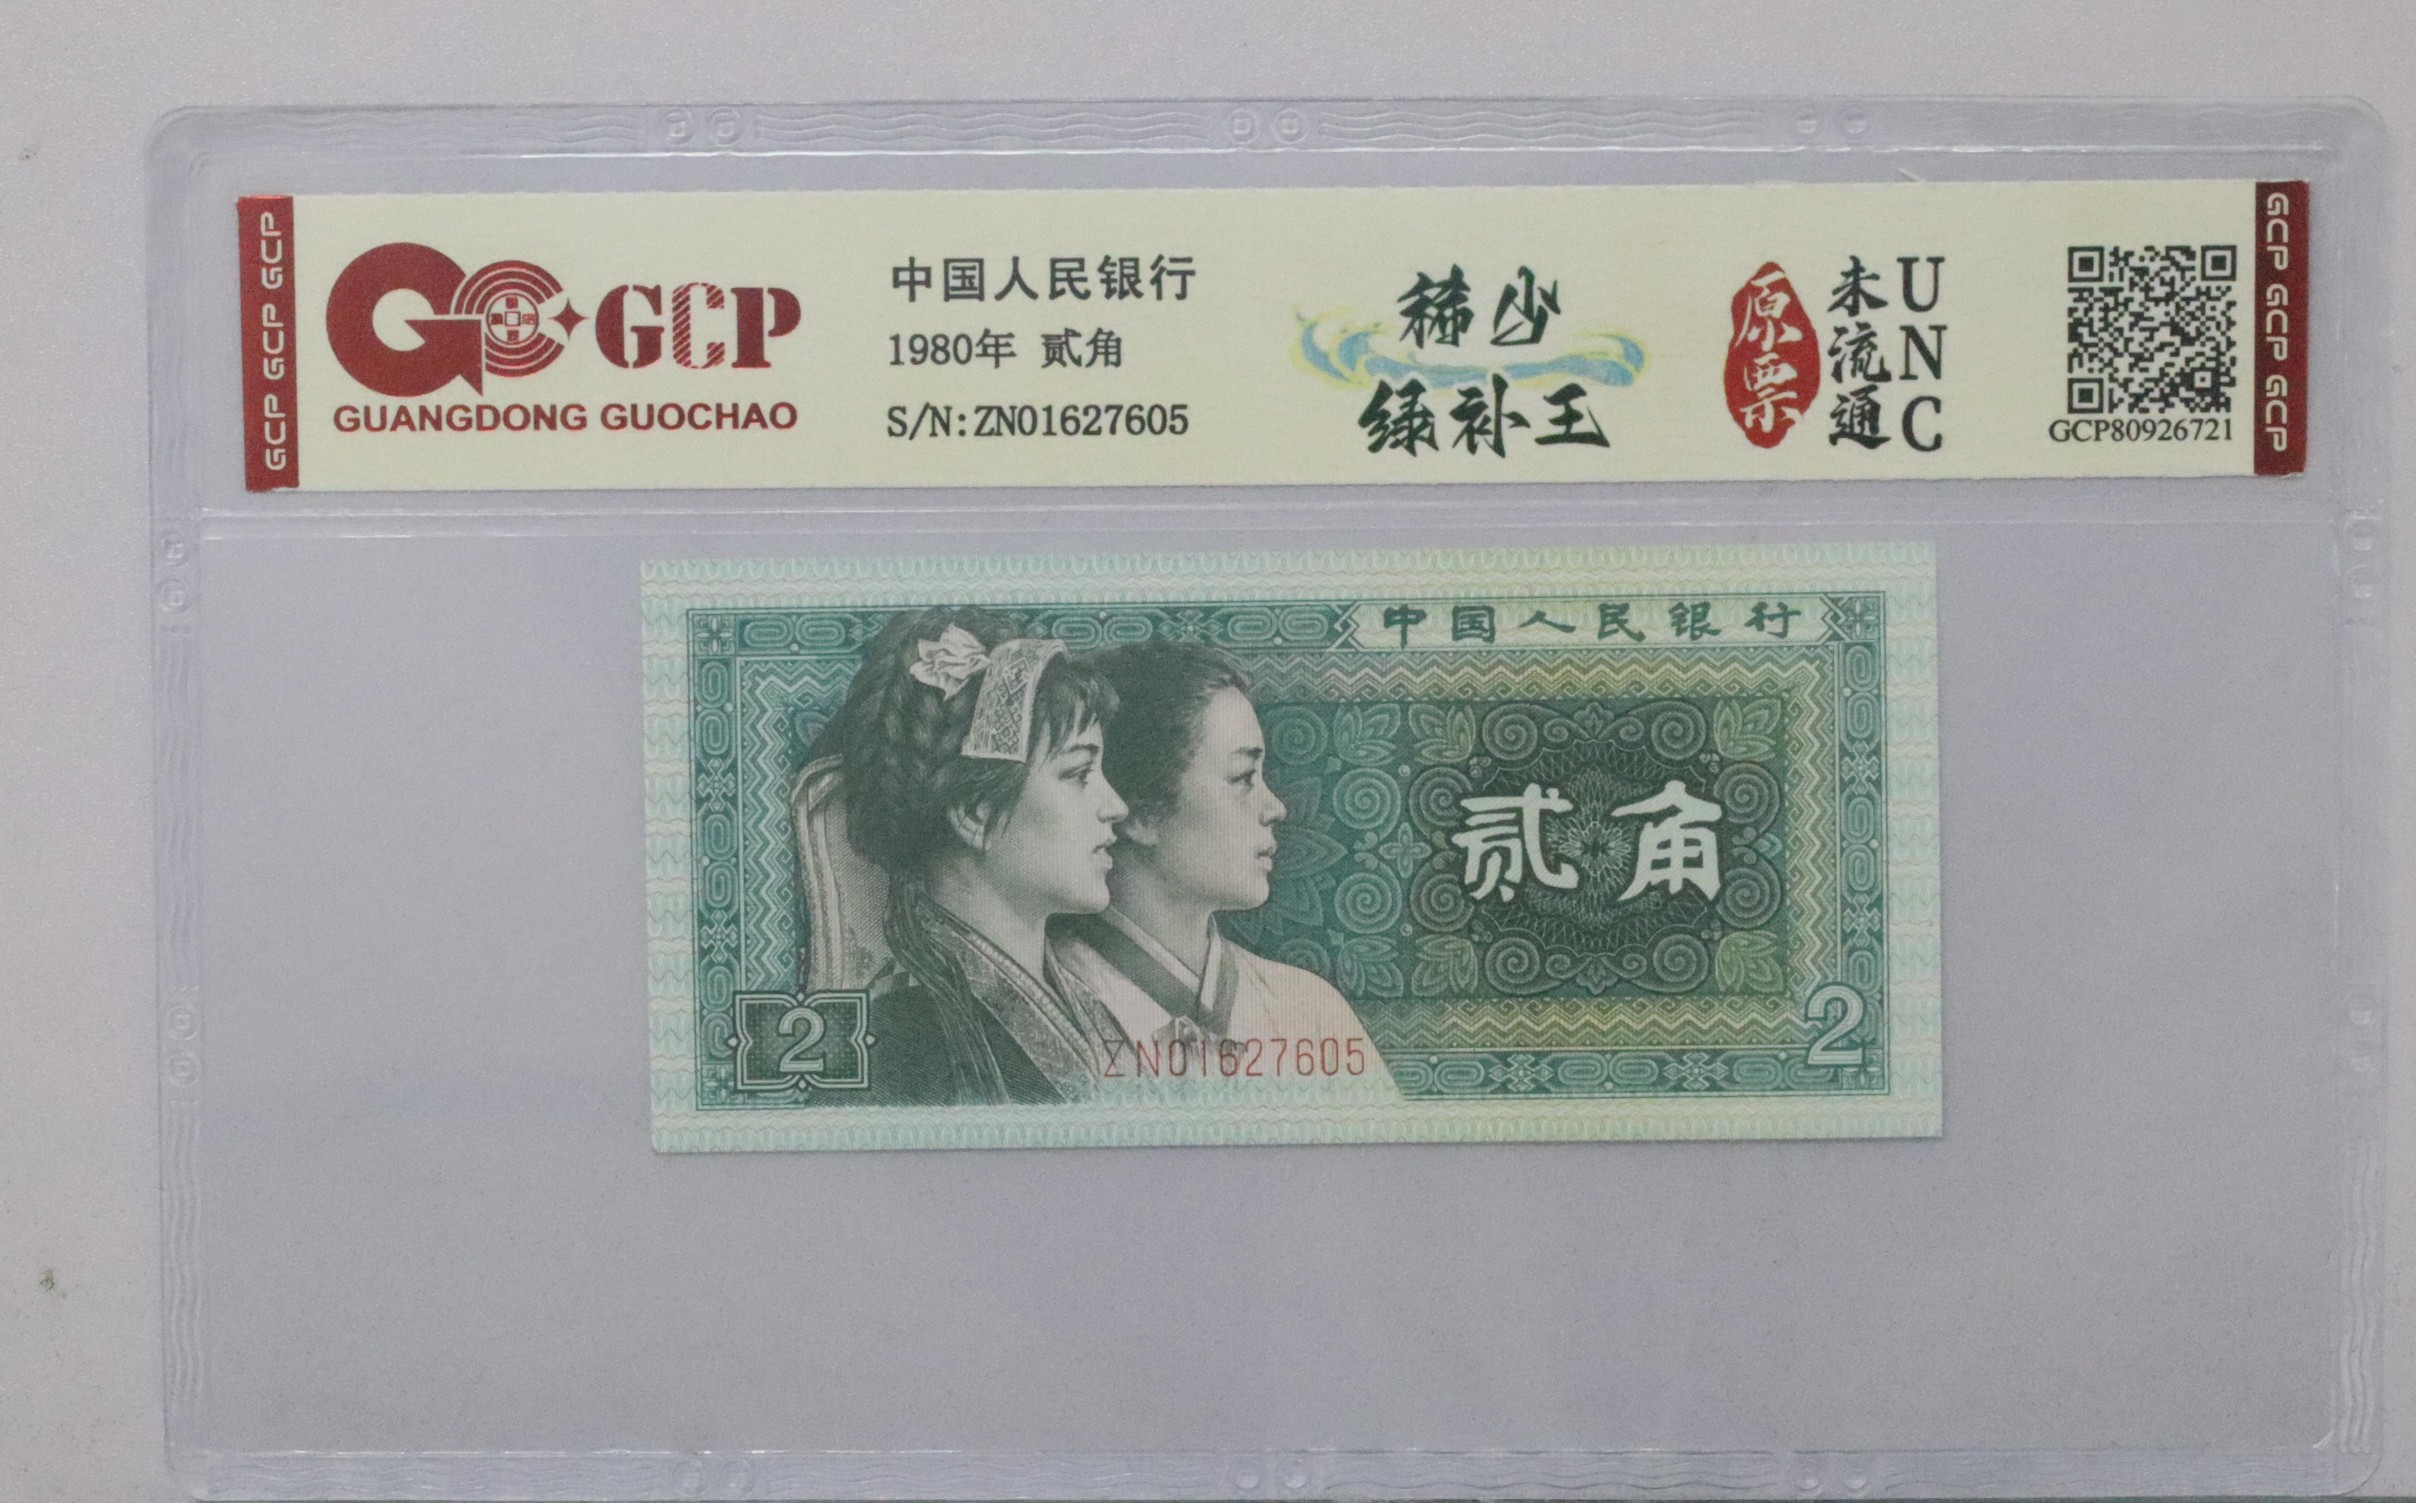 GCP GCP GCP
GCP
GUANGDONG GUOCHAO
中国人民银行
1980年 贰角
S/N:ZN01627605
稀少
绿补王
原票
未流通
UNC
GCP80926721
GCP GCP GCP
中国人民银行
贰角
2
2
ZN01627605